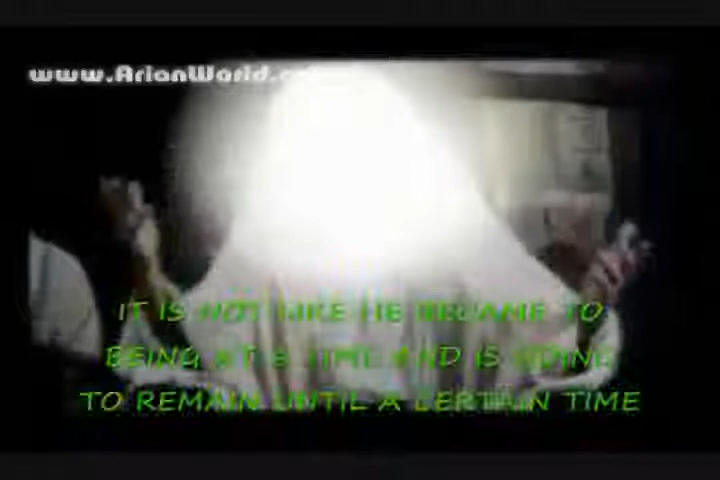 www.ArianWorld.
IT IS NOT LIKE HE BECAME TO
BEING AT A TIME AND IS GOING
TO REMAIN UNTIL A CERTAIN TIME